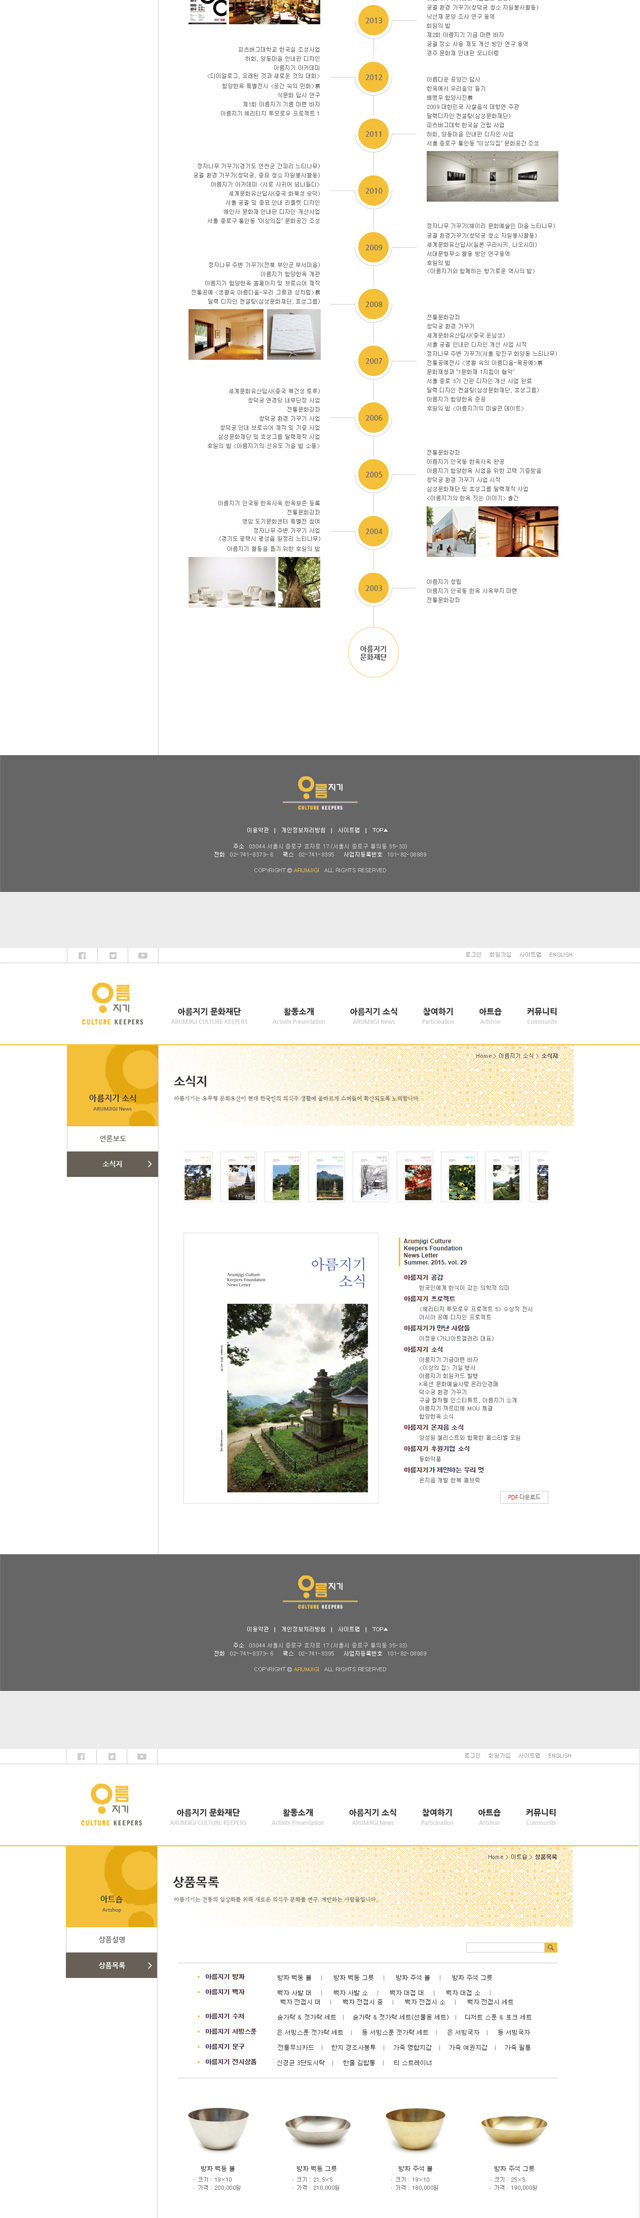 2013
궁궐 환경 가꾸기(창덕궁 청소 자원봉사활동)
낙선재 문양 조사 연구 용역
회원의 밤
제2회 아름지기 기금 마련 바자
궁궐 장소 사용 제도 개선 방안 연구 용역
경주 문화재 안내판 모니터링
피츠버그대학교 한국실 조성사업
하회, 양동마을 안내판 디자인
아름지기 아카데미
<다이얼로그, 오래된 것과 새로운 것의 대화>
함양한옥 특별전시 <공간 속의 만화>展
식문화 답사 연구
제1회 아름지기 기름 마련 바자
아름지기 헤리티지 투모로우 프로젝트 1
2012
아름다운 공양간 답사
한옥에서 우리음악 듣기
배병우 함양사진展
2009 대한민국 사찰음식 대향연 주관
달력디자인 컨설팅(삼성문화재단)
피츠버그대학 한국실 건립 사업
하회, 양동마을 안내판 디자인 사업
서울 종로구 통인동 '이상의집' 문화공간 조성
2011
정자나무 가꾸기(경기도 연천군 간파리 느티나무)
궁궐 환경 가꾸기(창덕궁, 종묘 청소 자원봉사활동)
아름지기 아카데미 <서로 사귀어 넘나들다>
세계문화유산답사(중국 화북성 승덕)
서울 궁궐 및 종묘 안내 리플렛 디자인
해인사 문화재 안내판 디자인 개선사업
서울 종로구 통인동 '이상의집' 문화공간 조성
2010
정자나무 가꾸기(헤이리 문화예술인 마을 느티나무)
궁궐 환경가꾸기(창덕궁 청소 자원봉사활동)
세계문화유산답사(일본 구라시키, 나오시마)
서대문형무소 활용 방안 연구용역
후원의 밤
<아름지기와 함께하는 향기로운 역사의 밤>
2009
정자나무 주변 가꾸기(전북 부안군 부서마을)
아름지기 함양한옥 개관
아름지기 함양한옥 홈페이지 및 브로슈어 제작
전통공예 <생활속 아름다움-우리 그릇과 상차림>展
달력 디자인 컨설팅(삼성문화재단, 효성그룹)
2008
전통문화강좌
창덕궁 환경 가꾸기
세계문화유산답사(중국 운남성)
서울 궁궐 안내판 디자인 개선 사업 시작
정자나무 주변 가꾸기(서울 광진구 화양동 느티나무)
전통공예전시 <생활 속의 아름다움-목공예>展
문화재청과 "1문화재 1지킴이 협약"
서울 종로 3가 간판 디자인 개선 사업 완료
달력 디자인 컨설팅(삼성문화재단, 효성그룹)
아름지기 함양한옥 준공
후원의 밤 <아름지기의 미술관 데이트>
2007
세계문화유산답사(중국 복건성 토루)
창덕궁 연경당 내부단장 사업
전통문화강좌
창덕궁 환경 가꾸기 사업
창덕궁 안내 브로슈어 제작 및 기증 사업
삼성문화재단 및 효성그룹 달력제작 사업
후원의 밤 <아름지기의 선유도 가을 밤 소풍>
2006
전통문화강좌
아름지기 안국동 한옥사옥 완공
아름지기 함양한옥 사업을 위한 고택 기증받음
창덕궁 환경 가꾸기 사업 시작
삼성문화재단 및 효성그룹 달력제작 사업
<아름지기의 한옥 짓는 이야기> 출간
2005
아름지기 안국동 한옥사옥 한옥보존 등록
전통문화강좌
영암 도기문화센터 특별전 참여
정자나무 주변 가꾸기 사업
(경기도 평택시 팽성읍 원정리 느티나무)
아름지기 활동을 돕기 위한 후원의 밤
2004
아름지기 창립
아름지기 안국동 한옥 사옥부지 마련
전통문화강좌
2003
아름지기
문화재단
아름지기
CULTURE KEEPERS
이용약관 | 개인정보처리방침 | 사이트맵 | TOP▲
주소 03044 서울시 종로구 효자로 17 (서울시 종로구 통의동 35-33)
전화 02-741-8373~6 팩스 02-741-8395 사업자등록번호 101-82-08989
COPYRIGHT @ ARUMJIGI ALL RIGHTS RESERVED
로그인 회원가입 사이트맵 ENGLISH
아름지기
CULTURE KEEPERS
아름지기 문화재단 활동소개 아름지기 소식 참여하기 아트숍 커뮤니티
ARUMJIGI CULTURE KEEPERS Activity Presentation ARUMJIGI News Participation Artshop Community
Home > 아름지기 소식 > 소식지
아름지기 소식
ARUMJIGI News
언론보도
소식지
소식지
아름지기는 유무형 문화유산이 현재 한국인의 의식주 생활에 올바르게 스며들어 확산되도록 노력합니다.
아름지기
소식
Arumjigi Culture
Keepers Foundation
News Letter
Arumjigi Culture
Keepers Foundation
News Letter
Summer. 2015. vol. 29
아름지기 공감
한국인에게 한식이 갖는 의학적 의미
아름지기 프로젝트
<헤리티지 투모로우 프로젝트 5> 수상작 전시
아시아 공예 디자인 프로젝트
아름지기가 만난 사람들
이정용 (가나아트갤러리 대표)
아름지기 소식
아름지기 기금마련 바자
<이상의 집> 기일 행사
아름지기 회원카드 발행
K옥션 문화예술사랑 온라인경매
덕수궁 환경 가꾸기
구글 컬처럴 인스티튜트, 아름지기 소개
아름지기 까르띠에 MOU 체결
함양한옥 소식
아름지기 온지음 소식
양성원 첼리스트와 함께한 페스티벌 오원
아름지기 후원기업 소식
동화약품
아름지기가 제안하는 우리 멋
온지음 개발 한복 패브릭
PDF 다운로드
아름지기
CULTURE KEEPERS
이용약관 | 개인정보처리방침 | 사이트맵 | TOP▲
주소 03044 서울시 종로구 효자로 17 (서울시 종로구 통의동 35-33)
전화 02-741-8373~6 팩스 02-741-8395 사업자등록번호 101-82-08989
COPYRIGHT @ ARUMJIGI ALL RIGHTS RESERVED
로그인 회원가입 사이트맵 ENGLISH
아름지기
CULTURE KEEPERS
아름지기 문화재단 활동소개 아름지기 소식 참여하기 아트숍 커뮤니티
ARUMJIGI CULTURE KEEPERS Activity Presentation ARUMJIGI News Participation Artshop Community
Home > 아트숍 > 상품목록
아트숍
Artshop
상품설명
상품목록
상품목록
아름지기는 전통의 일상화를 위해 새로운 의식주 문화를 연구, 제안하는 사람들입니다.
아름지기 방짜 방짜 백동 볼 | 방짜 백동 그릇 | 방짜 주석 볼 | 방짜 주석 그릇
아름지기 백자 백자 사발 대 | 백자 사발 소 | 백자 대접 대 | 백자 대접 소 |
백자 전접시 대 | 백자 전접시 중 | 백자 전접시 소 | 백자 전접시 세트
아름지기 수저 숟가락 & 젓가락 세트 | 숟가락 & 젓가락 세트(선물용 세트) | 디저트 스푼 & 포크 세트
아름지기 서빙스푼 은 서빙스푼 젓가락 세트 | 동 서빙스푼 젓가락 세트 | 은 서빙국자 | 동 서빙국자
아름지기 문구 전통무늬카드 | 한지 경조사봉투 | 가죽 명함지갑 | 가죽 여권지갑 | 가죽 필통
아름지기 전시상품 신경균 3단도시락 | 한줄 김밥통 | 티 스트레이너
방짜 백동 볼
- 크기 : 19×10
- 가격 : 200,000원
방짜 백동 그릇
- 크기 : 21.5×5
- 가격 : 210,000원
방짜 주석 볼
- 크기 : 19×10
- 가격 : 180,000원
방짜 주석 그릇
- 크기 : 25×5
- 가격 : 190,000원